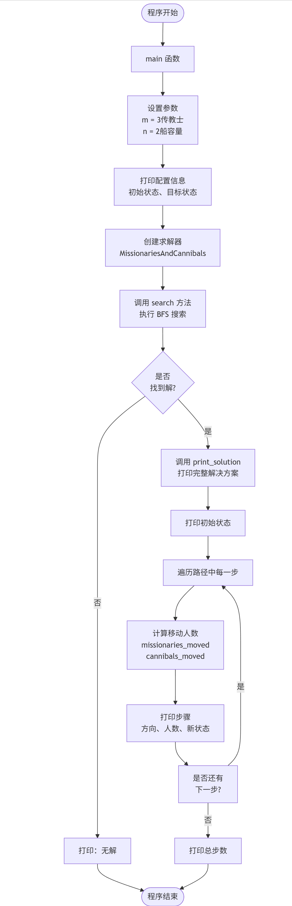 程序开始
main 函数
设置参数
m = 3传教士
n = 2船容量
打印配置信息
初始状态、目标状态
创建求解器
MissionariesAndCannibals
调用 search 方法
执行 BFS 搜索
是否
找到解?
是
调用 print_solution
打印完整解决方案
打印初始状态
遍历路径中每一步
否
计算移动人数
missionaries_moved
cannibals_moved
是
打印步骤
方向、人数、新状态
是否还有
下一步?
否
打印：无解
打印总步数
程序结束